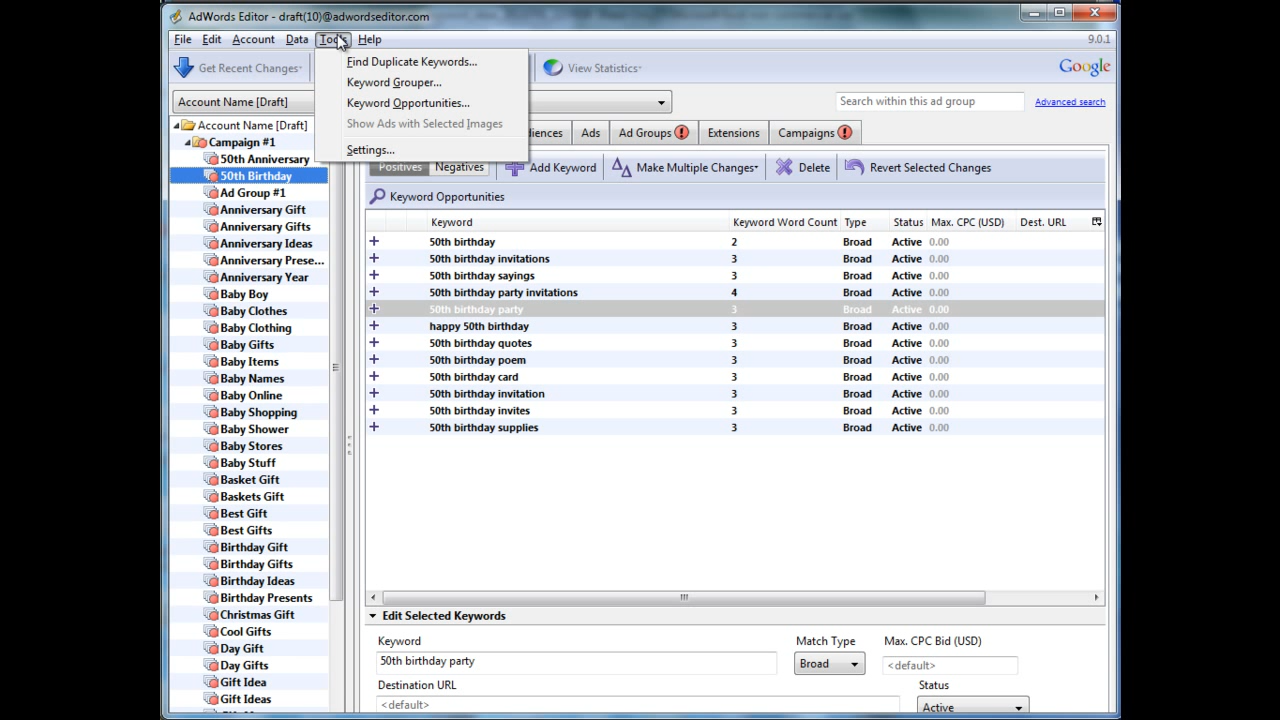 AdWords Editor - draft(10)@adwordseditor.com
File Edit Account Data Tools Help 9.0.1
Find Duplicate Keywords...
Keyword Grouper...
Keyword Opportunities...
Show Ads with Selected Images
Settings...
Get Recent Changes View Statistics Google
Account Name [Draft] Search within this ad group Advanced search
Ads Ad Groups Extensions Campaigns
Positives Negatives Add Keyword Make Multiple Changes Delete Revert Selected Changes
Keyword Opportunities
Account Name [Draft]
Campaign #1
50th Anniversary
50th Birthday
Ad Group #1
Anniversary Gift
Anniversary Gifts
Anniversary Ideas
Anniversary Prese...
Anniversary Year
Baby Boy
Baby Clothes
Baby Clothing
Baby Gifts
Baby Items
Baby Names
Baby Online
Baby Shopping
Baby Shower
Baby Stores
Baby Stuff
Basket Gift
Baskets Gift
Best Gift
Best Gifts
Birthday Gift
Birthday Gifts
Birthday Ideas
Birthday Presents
Christmas Gift
Cool Gifts
Day Gift
Day Gifts
Gift Idea
Gift Ideas
Keyword Keyword Word Count Type Status Max. CPC (USD) Dest. URL
50th birthday 2 Broad Active 0.00
50th birthday invitations 3 Broad Active 0.00
50th birthday sayings 3 Broad Active 0.00
50th birthday party invitations 4 Broad Active 0.00
50th birthday party 3 Broad Active 0.00
happy 50th birthday 3 Broad Active 0.00
50th birthday quotes 3 Broad Active 0.00
50th birthday poem 3 Broad Active 0.00
50th birthday card 3 Broad Active 0.00
50th birthday invitation 3 Broad Active 0.00
50th birthday invites 3 Broad Active 0.00
50th birthday supplies 3 Broad Active 0.00
Edit Selected Keywords
Keyword Match Type Max. CPC Bid (USD)
50th birthday party Broad <default>
Destination URL Status
<default> Active